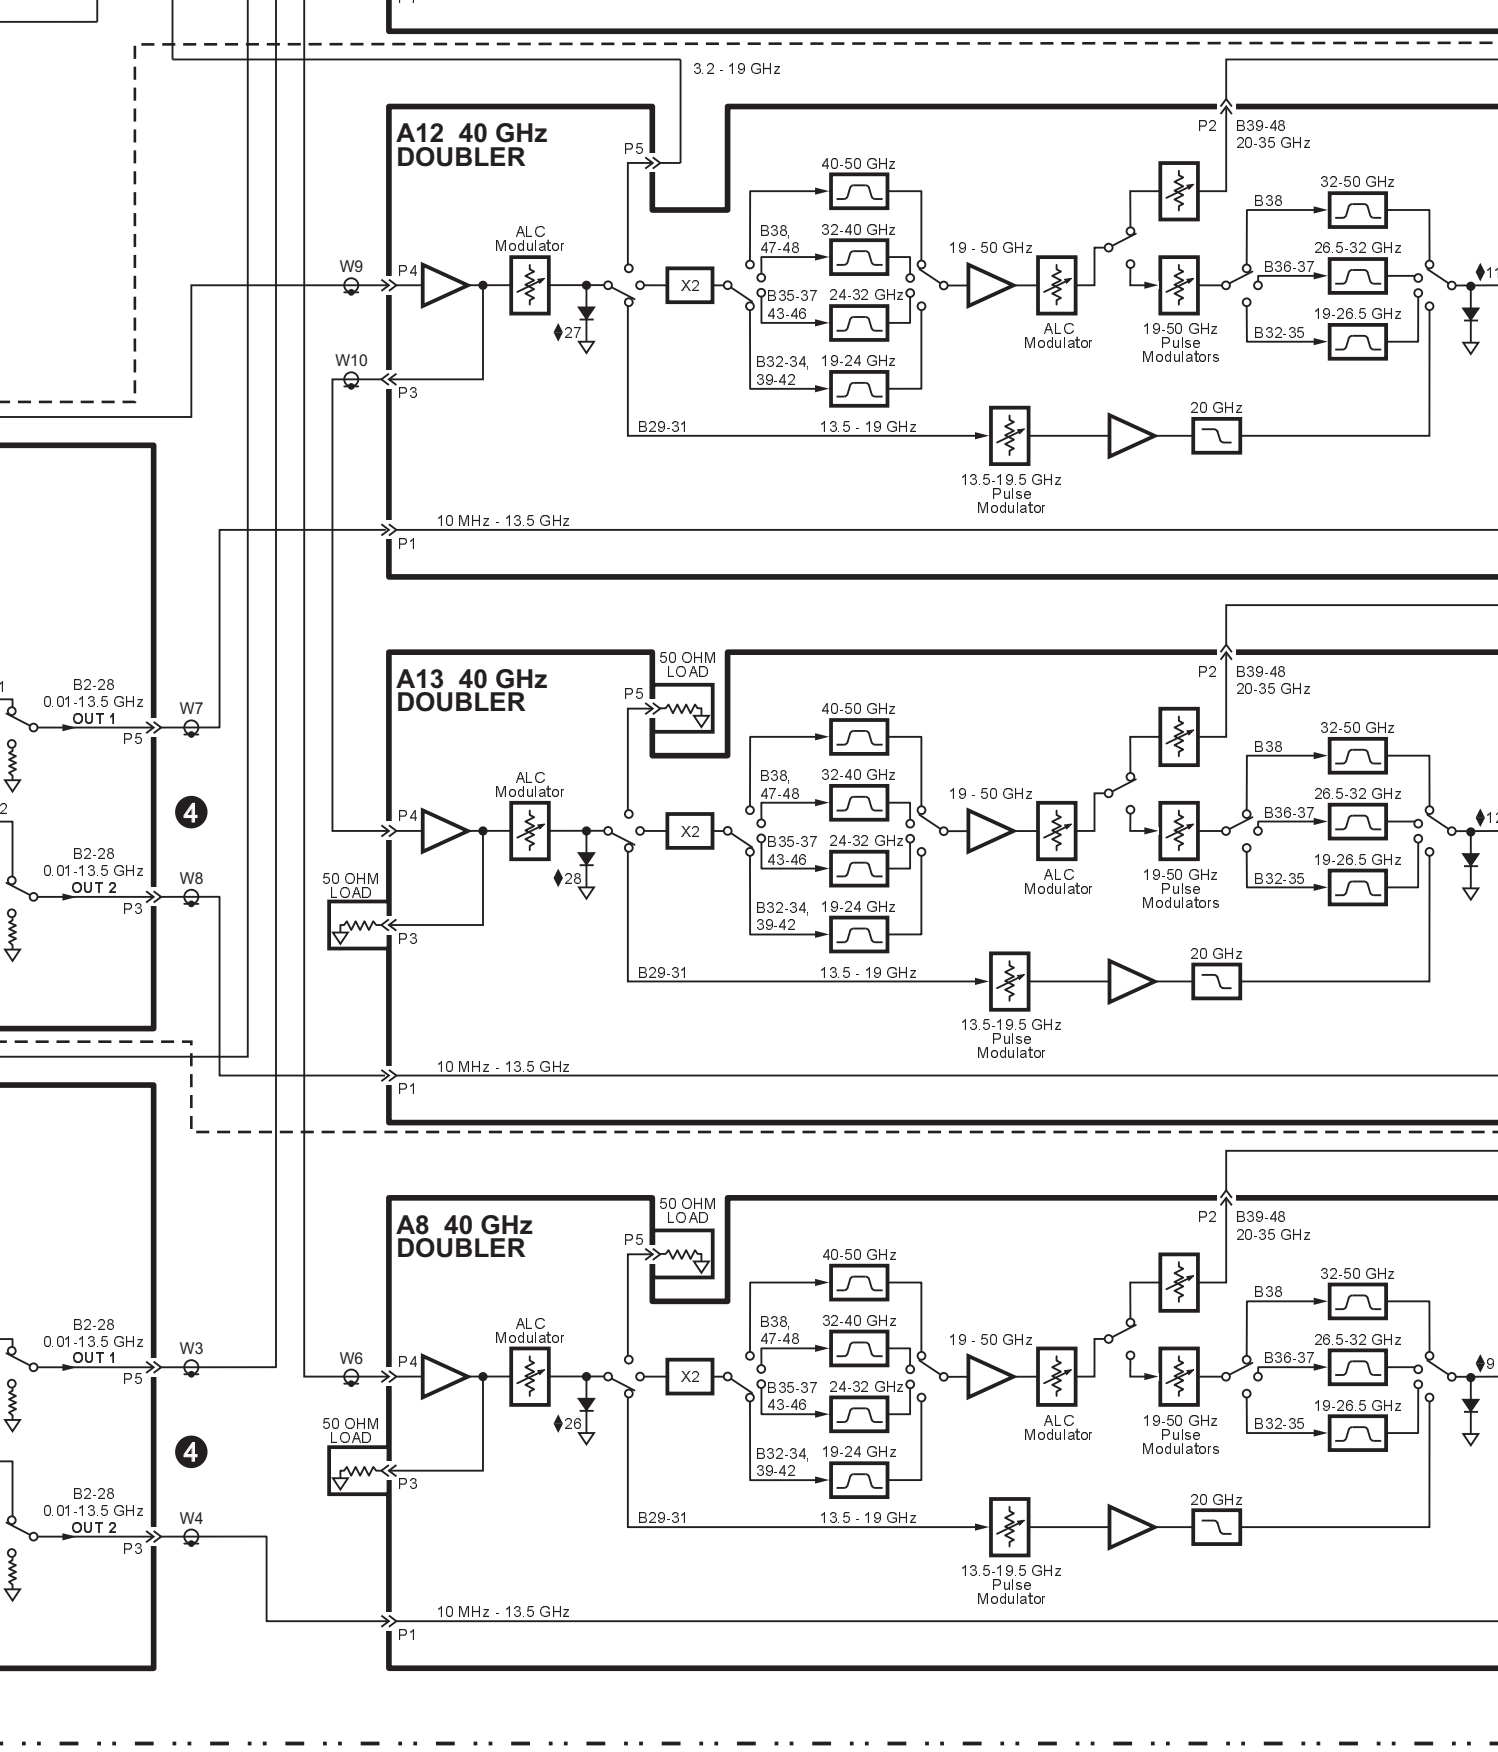 3.2 - 19 GHz
A12 40 GHz
DOUBLER
P5
P2
B39-48
20-35 GHz
40-50 GHz
32-50 GHz
B38
ALC
Modulator
B38,
47-48
32-40 GHz
19 - 50 GHz
26.5-32 GHz
B36-37
W9
P4
X2
B35-37
43-46
24-32 GHz
19-26.5 GHz
27
ALC
Modulator
19-50 GHz
Pulse
Modulators
B32-35
W10
P3
B32-34,
39-42
19-24 GHz
20 GHz
B29-31
13.5 - 19 GHz
13.5-19.5 GHz
Pulse
Modulator
10 MHz - 13.5 GHz
P1
50 OHM
LOAD
A13 40 GHz
DOUBLER
P5
P2
B39-48
20-35 GHz
B2-28
0.01-13.5 GHz
OUT 1
P5
W7
40-50 GHz
32-50 GHz
B38
ALC
Modulator
B38,
47-48
32-40 GHz
19 - 50 GHz
26.5-32 GHz
B36-37
4
P4
X2
B35-37
43-46
24-32 GHz
19-26.5 GHz
2
B2-28
0.01-13.5 GHz
OUT 2
P3
W8
50 OHM
LOAD
28
ALC
Modulator
19-50 GHz
Pulse
Modulators
B32-35
P3
B32-34,
39-42
19-24 GHz
20 GHz
B29-31
13.5 - 19 GHz
13.5-19.5 GHz
Pulse
Modulator
10 MHz - 13.5 GHz
P1
50 OHM
LOAD
A8 40 GHz
DOUBLER
P5
P2
B39-48
20-35 GHz
40-50 GHz
32-50 GHz
B38
B2-28
0.01-13.5 GHz
OUT 1
P5
W3
W6
P4
ALC
Modulator
B38,
47-48
32-40 GHz
19 - 50 GHz
26.5-32 GHz
B36-37
9
X2
B35-37
43-46
24-32 GHz
19-26.5 GHz
4
50 OHM
LOAD
26
ALC
Modulator
19-50 GHz
Pulse
Modulators
B32-35
P3
B32-34,
39-42
19-24 GHz
B2-28
0.01-13.5 GHz
OUT 2
P3
W4
20 GHz
B29-31
13.5 - 19 GHz
13.5-19.5 GHz
Pulse
Modulator
10 MHz - 13.5 GHz
P1